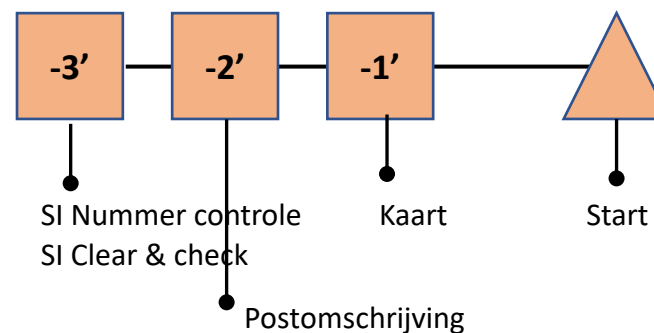 -3’
-2’
-1’
SI Nummer controle
SI Clear & check
Kaart
Start
Postomschrijving